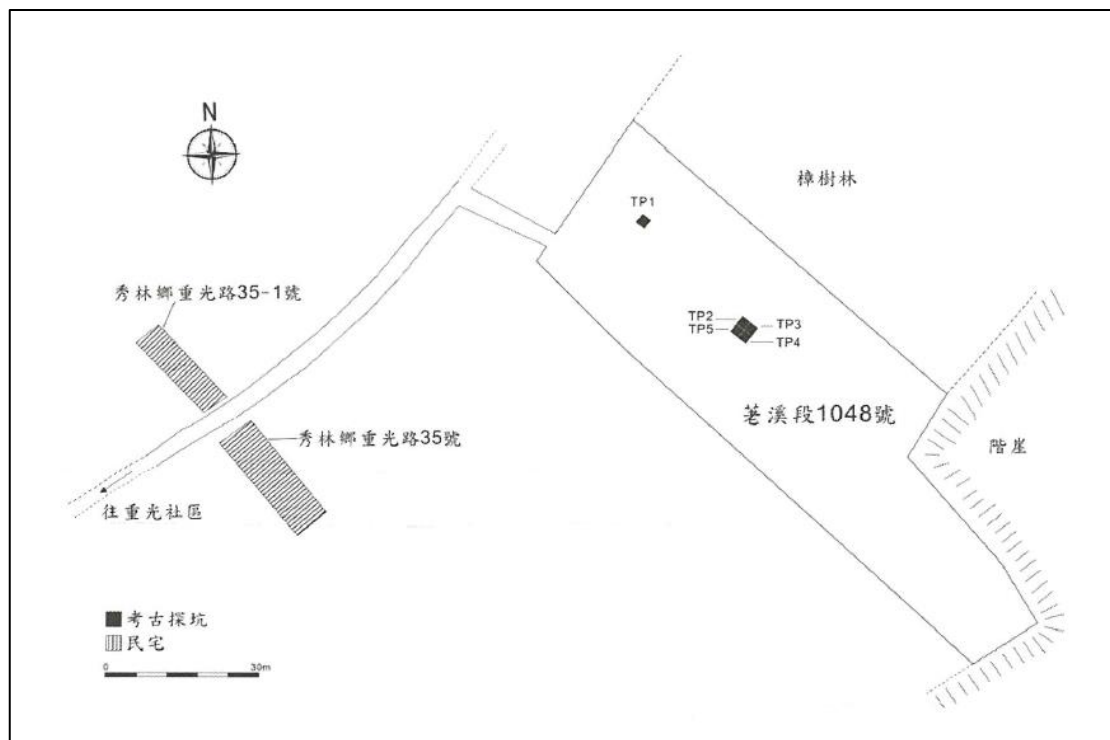 N
樟樹林
TP1
秀林鄉重光路35-1號
TP2
TP3
TP5
TP4
荖溪段1048號
秀林鄉重光路35號
階崖
往重光社區
考古探坑
民宅
0 30m